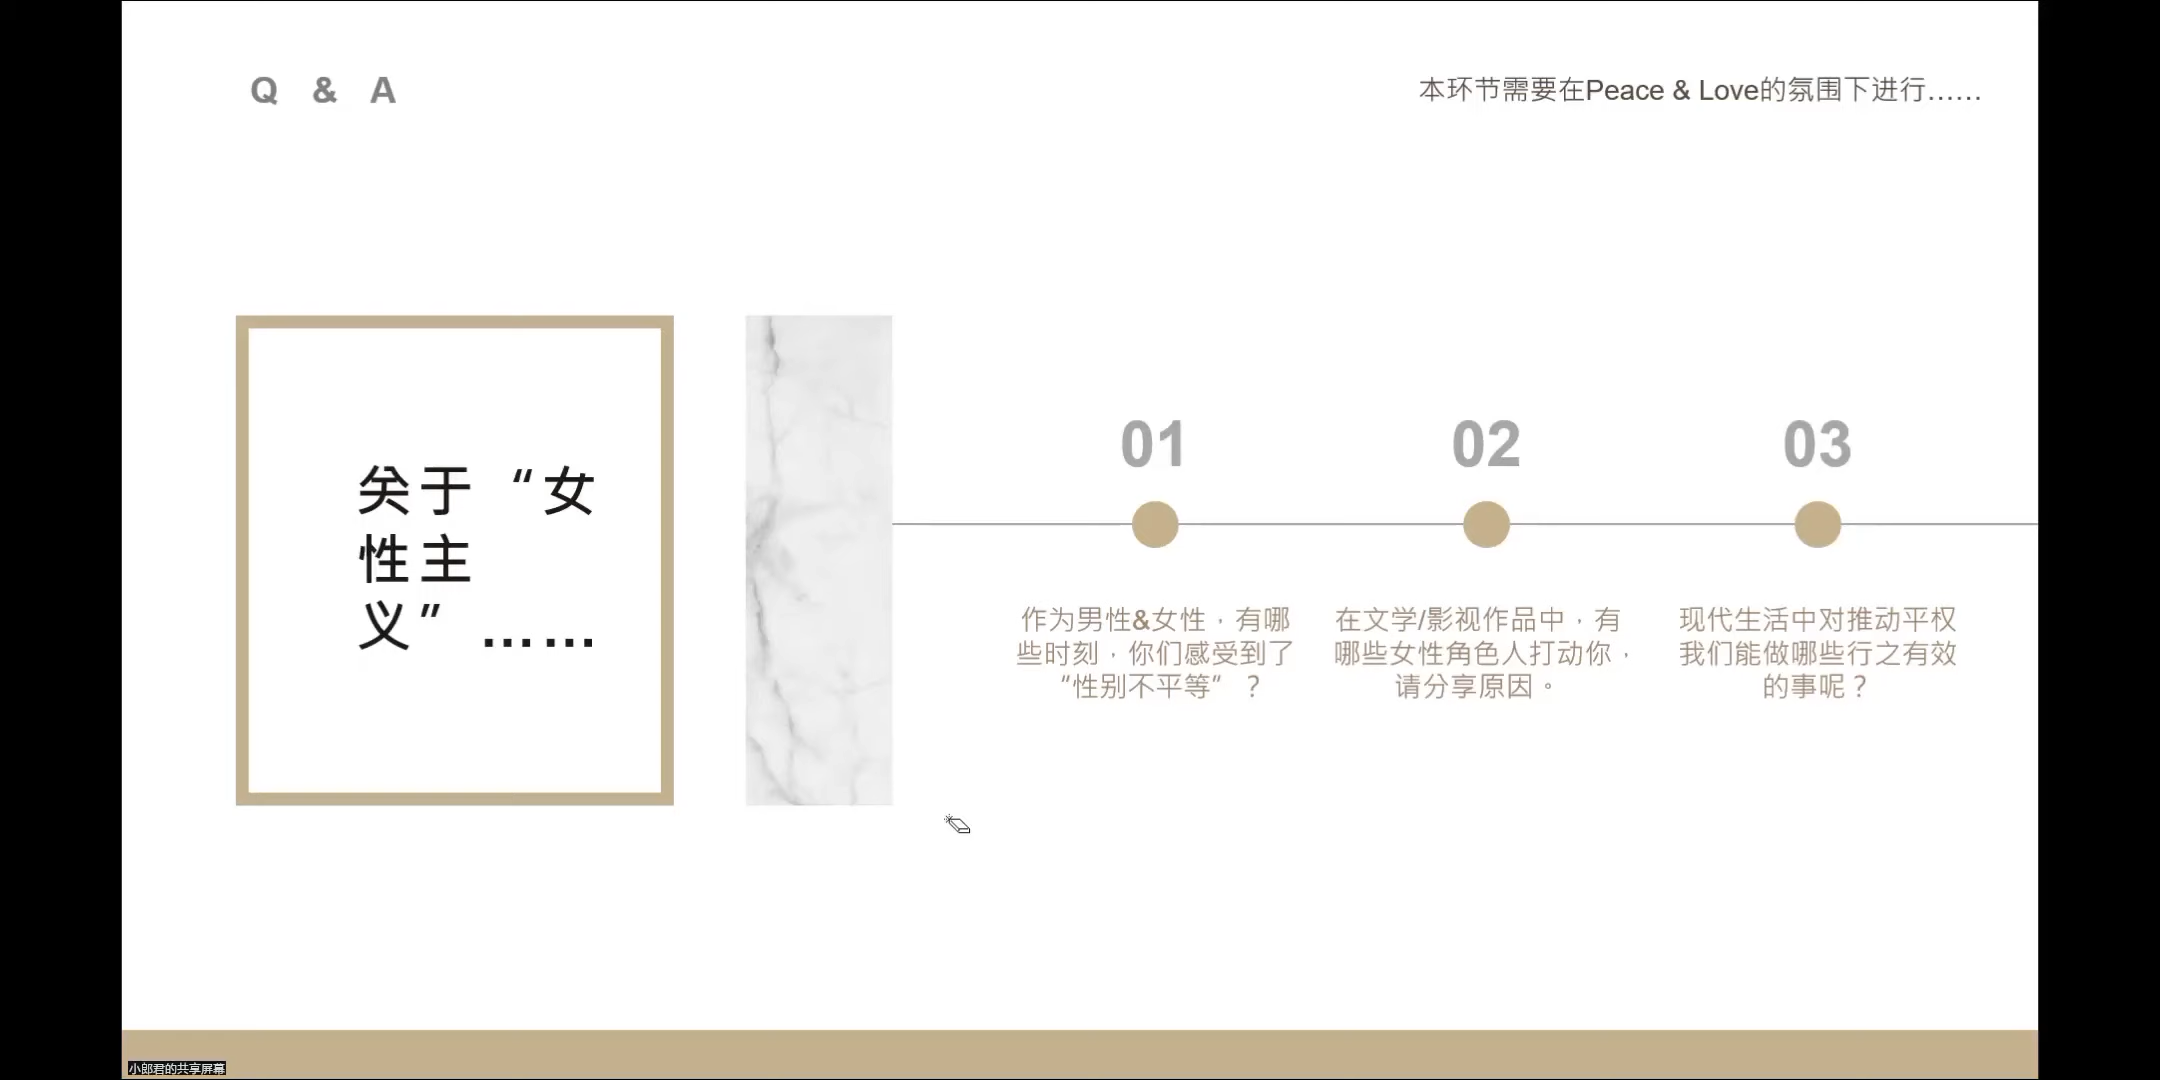 Q & A
本环节需要在Peace & Love的氛围下进行……
关于“女
性主
义”……
01
作为男性&女性，有哪
些时刻，你们感受到了
“性别不平等”？
02
在文学/影视作品中，有
哪些女性角色人打动你，
请分享原因。
03
现代生活中对推动平权
我们能做哪些行之有效
的事呢？
小郎君的共享屏幕